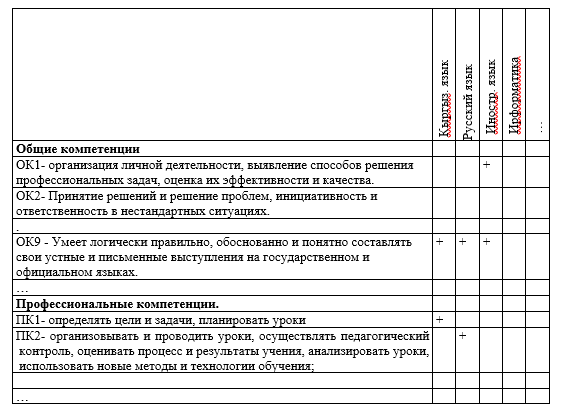 Кыргыз. язык
Русский язык
Иностр. язык
Ирформатика
…
Общие компетенции
ОК1- организация личной деятельности, выявление способов решения
профессиональных задач, оценка их эффективности и качества.
+
ОК2- Принятие решений и решение проблем, инициативность и
ответственность в нестандартных ситуациях.
.
ОК9 - Умеет логически правильно, обоснованно и понятно составлять
свои устные и письменные выступления на государственном и
официальном языках.
+ + +
…
Профессиональные компетенции.
ПК1- определять цели и задачи, планировать уроки
+
ПК2- организовывать и проводить уроки, осуществлять педагогический
контроль, оценивать процесс и результаты учения, анализировать уроки,
использовать новые методы и технологии обучения;
+
…